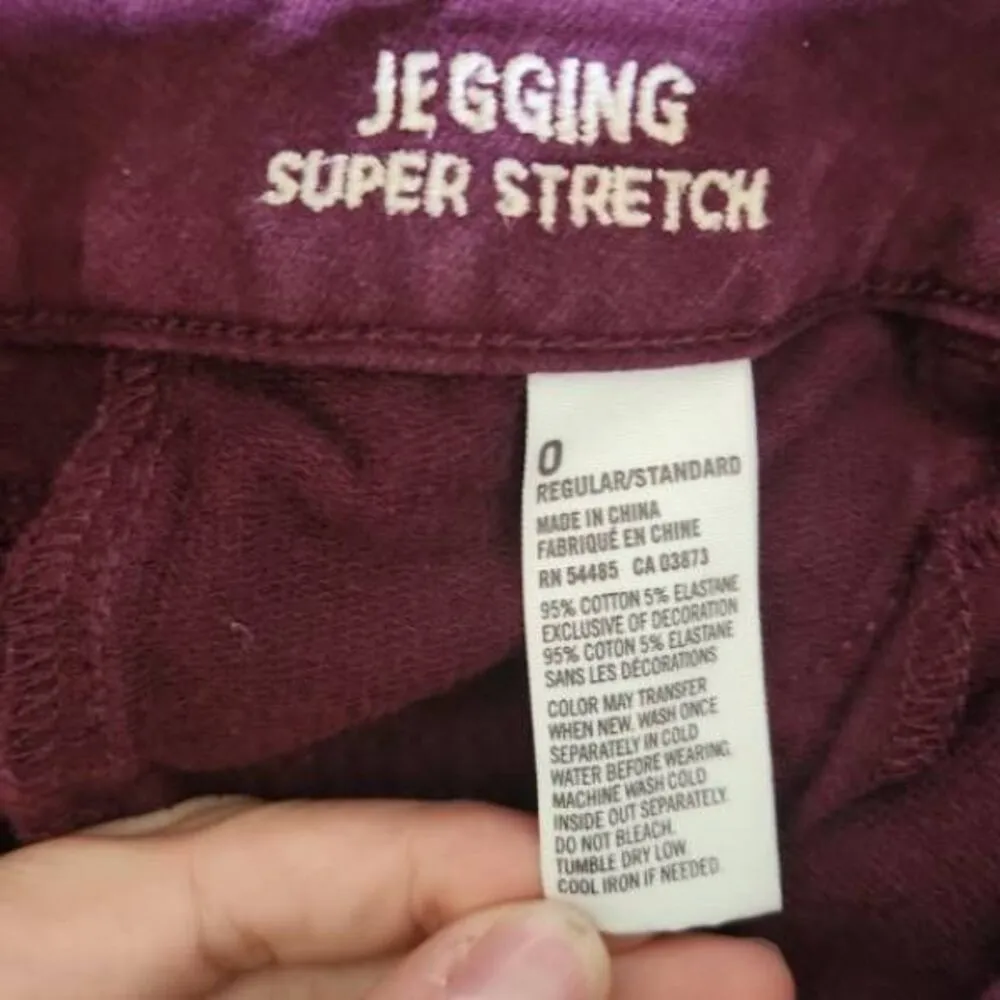 JEGGING
SUPER STRETCH
0
REGULAR/STANDARD
MADE IN CHINA
FABRIQUÉ EN CHINE
RN 54485 CA 03873
95% COTTON 5% ELASTANE
EXCLUSIVE OF DECORATION
95% COTON 5% ELASTANE
SANS LES DÉCORATIONS
COLOR MAY TRANSFER
WHEN NEW. WASH ONCE
SEPARATELY IN COLD
WATER BEFORE WEARING.
MACHINE WASH COLD
INSIDE OUT SEPARATELY.
DO NOT BLEACH.
TUMBLE DRY LOW.
COOL IRON IF NEEDED.